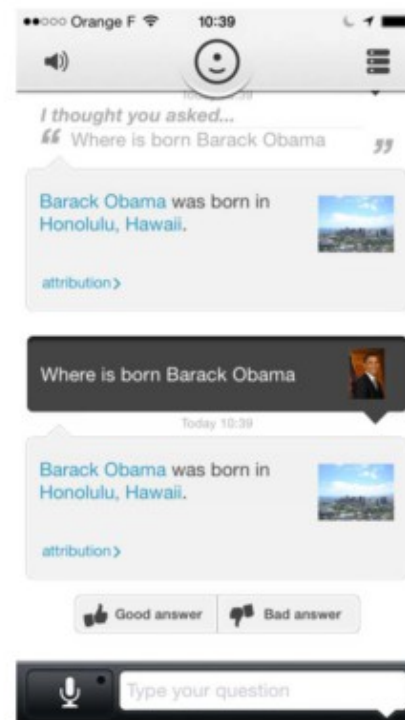 Orange F 10:39
I thought you asked...
“ Where is born Barack Obama ”
Barack Obama was born in
Honolulu, Hawaii.
attribution>
Where is born Barack Obama
Today 10:39
Barack Obama was born in
Honolulu, Hawaii.
attribution>
Good answer Bad answer
Type your question